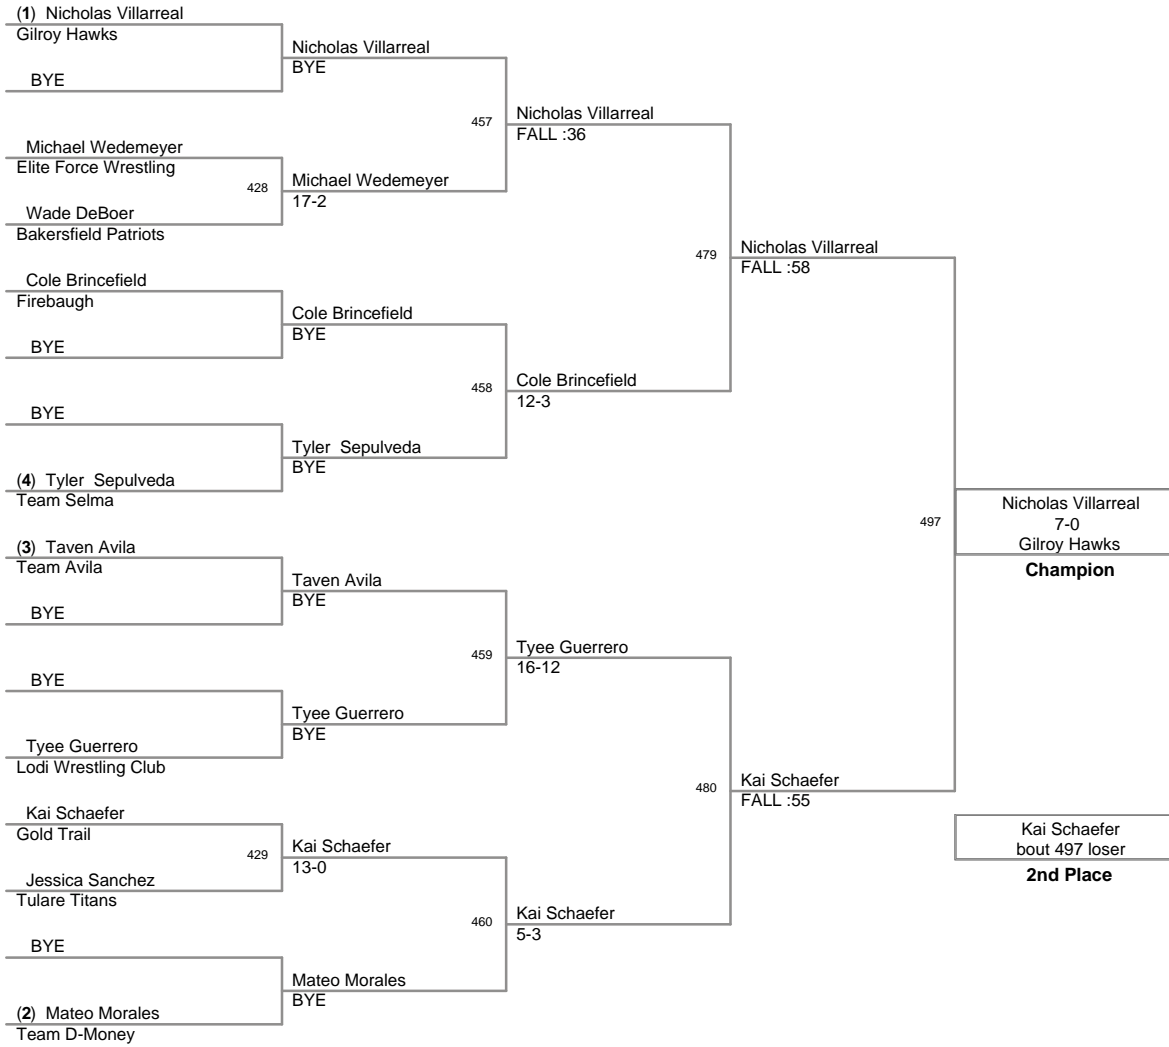 (1) Nicholas Villarreal
Gilroy Hawks
BYE
Michael Wedemeyer
Elite Force Wrestling
428
Wade DeBoer
Bakersfield Patriots
Cole Brincefield
Firebaugh
BYE
BYE
(4) Tyler Sepulveda
Team Selma
(3) Taven Avila
Team Avila
BYE
BYE
Tyee Guerrero
Lodi Wrestling Club
Kai Schaefer
Gold Trail
429
Jessica Sanchez
Tulare Titans
BYE
(2) Mateo Morales
Team D-Money
Nicholas Villarreal
BYE
457
Michael Wedemeyer
17-2
Cole Brincefield
BYE
458
Tyler Sepulveda
BYE
Taven Avila
BYE
459
Tyee Guerrero
BYE
Kai Schaefer
13-0
460
Mateo Morales
BYE
Nicholas Villarreal
FALL :36
479
Cole Brincefield
12-3
Tyee Guerrero
16-12
480
Kai Schaefer
5-3
Nicholas Villarreal
FALL :58
497
Kai Schaefer
FALL :55
Nicholas Villarreal
7-0
Gilroy Hawks
Champion
Kai Schaefer
bout 497 loser
2nd Place